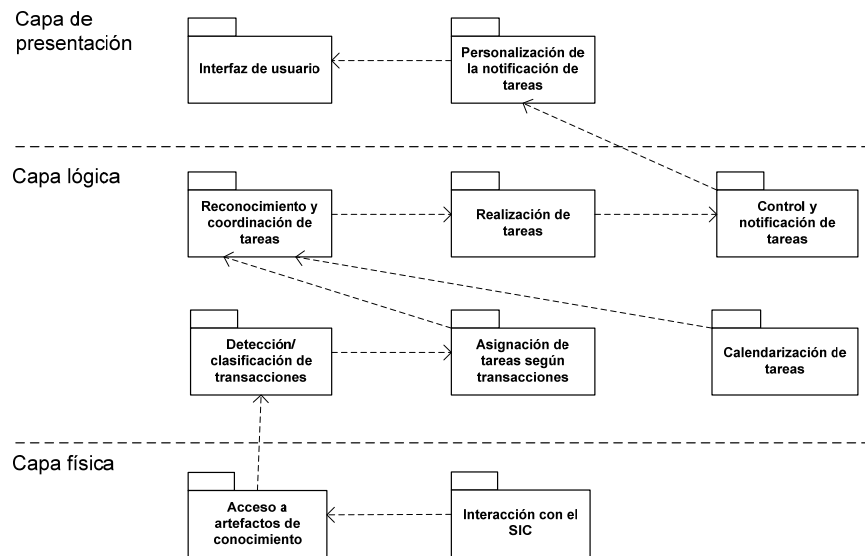 Capa de
presentación
Interfaz de usuario
Personalización de
la notificación de
tareas
Capa lógica
Reconocimiento y
coordinación de
tareas
Realización de
tareas
Control y
notificación de
tareas
Detección/
clasificación de
transacciones
Asignación de
tareas según
transacciones
Calendarización de
tareas
Capa física
Acceso a
artefactos de
conocimiento
Interacción con el
SIC